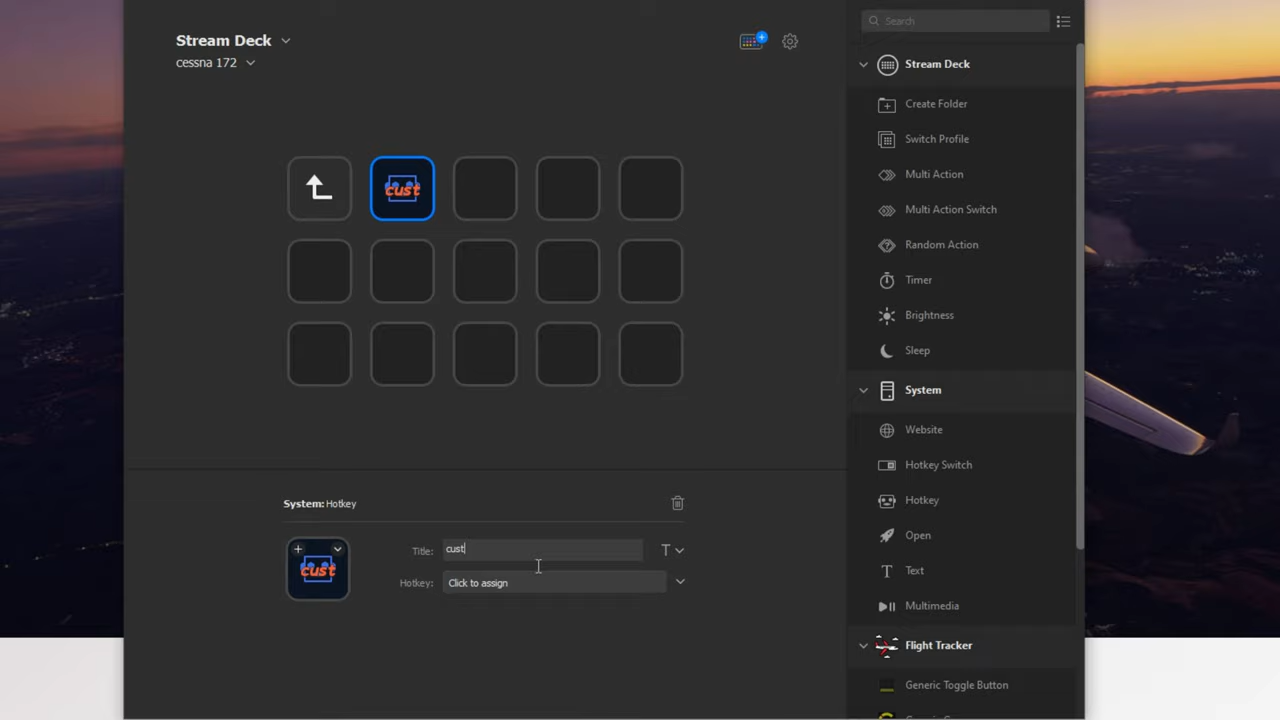 Stream Deck
cessna 172
cust
System: Hotkey
cust
Title: cust
Hotkey: Click to assign
T
Search
Stream Deck
Create Folder
Switch Profile
Multi Action
Multi Action Switch
Random Action
Timer
Brightness
Sleep
System
Website
Hotkey Switch
Hotkey
Open
T Text
Multimedia
Flight Tracker
Generic Toggle Button